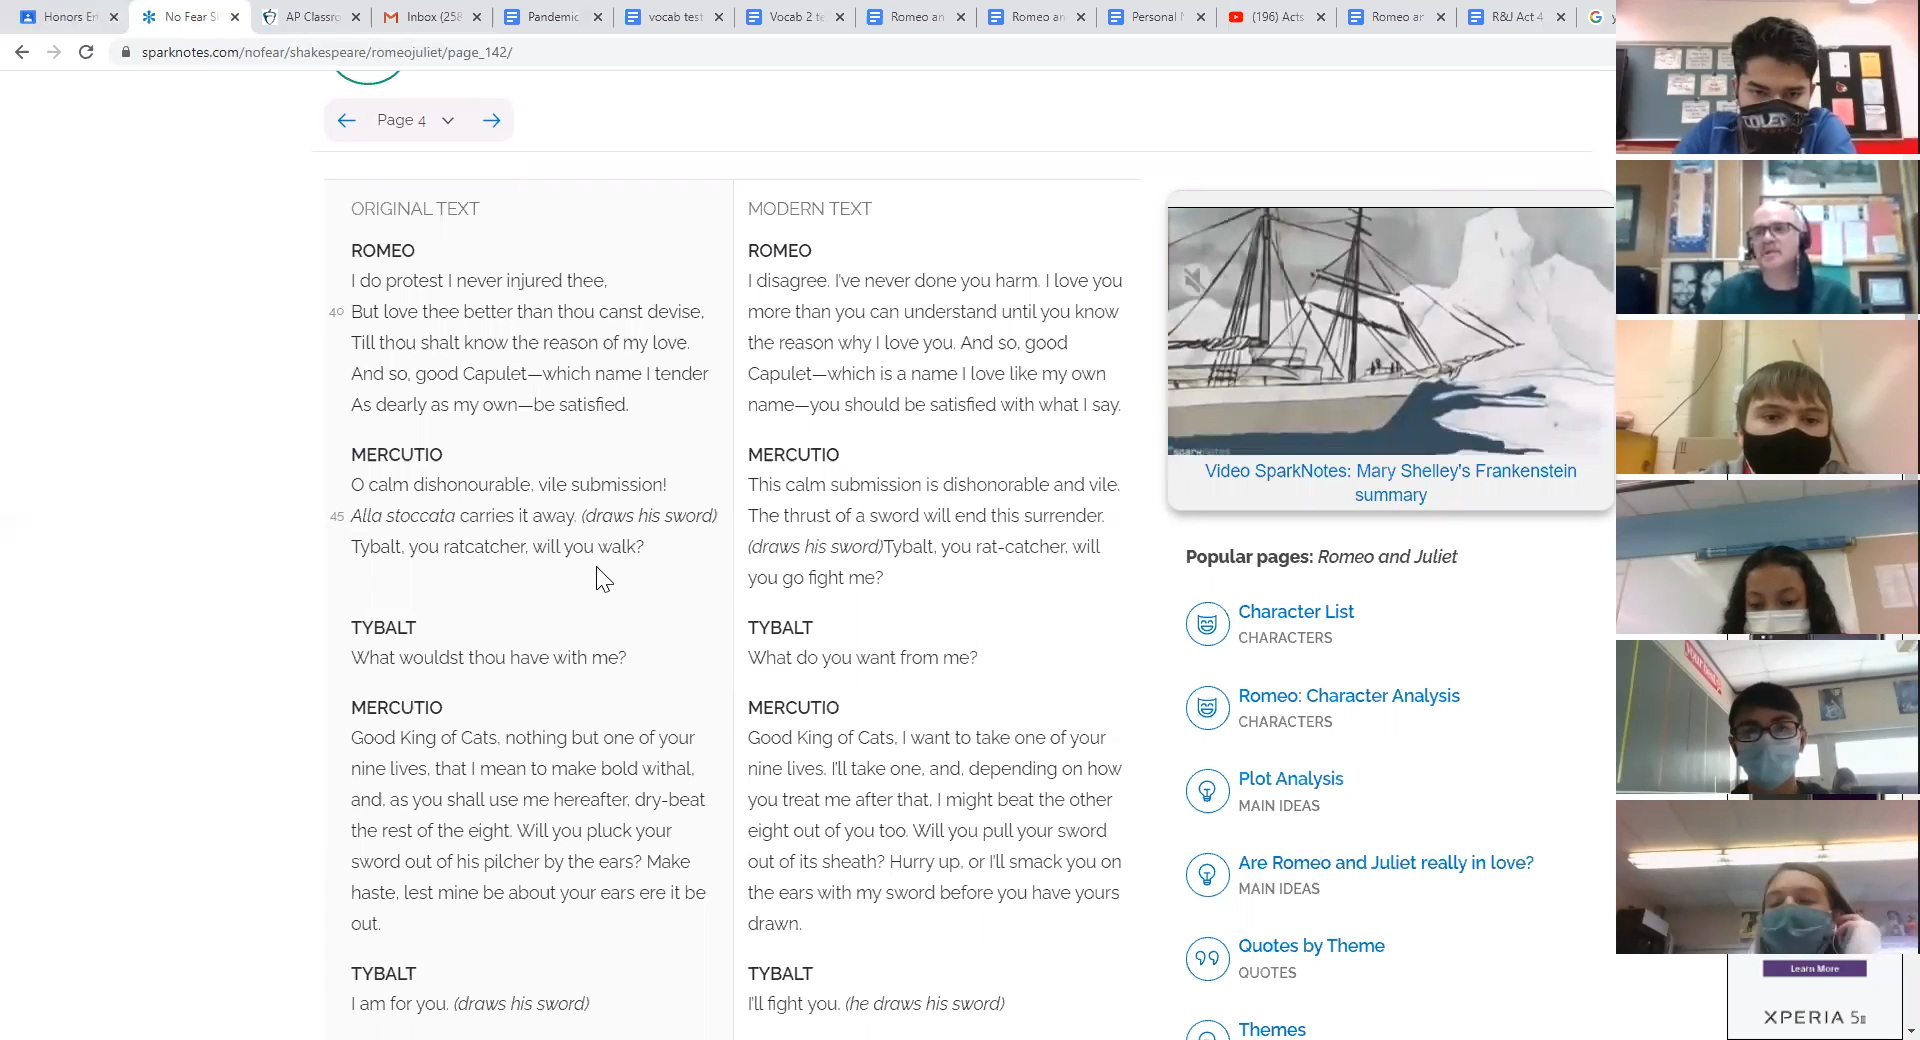 Honors Er
No Fear S
AP Classro
Inbox (258
Pandemic
vocab test
Vocab 2 te
Romeo an
Romeo an
Personal
(196) Acts
Romeo ar
R&J Act 4
sparknotes.com/nofear/shakespeare/romeojuliet/page_142/
Page 4
ORIGINAL TEXT
ROMEO
I do protest I never injured thee,
40 But love thee better than thou canst devise,
Till thou shalt know the reason of my love.
And so, good Capulet—which name I tender
As dearly as my own—be satisfied.
MERCUTIO
O calm dishonourable, vile submission!
45 Alla stoccata carries it away. (draws his sword)
Tybalt, you ratcatcher, will you walk?
TYBALT
What wouldst thou have with me?
MERCUTIO
Good King of Cats, nothing but one of your
nine lives, that I mean to make bold withal,
and, as you shall use me hereafter, dry-beat
the rest of the eight. Will you pluck your
sword out of his pilcher by the ears? Make
haste, lest mine be about your ears ere it be
out.
TYBALT
I am for you. (draws his sword)
MODERN TEXT
ROMEO
I disagree. I've never done you harm. I love you
more than you can understand until you know
the reason why I love you. And so, good
Capulet—which is a name I love like my own
name—you should be satisfied with what I say.
MERCUTIO
This calm submission is dishonorable and vile.
The thrust of a sword will end this surrender.
(draws his sword)Tybalt, you rat-catcher, will
you go fight me?
TYBALT
What do you want from me?
MERCUTIO
Good King of Cats, I want to take one of your
nine lives. I'll take one, and, depending on how
you treat me after that, I might beat the other
eight out of you too. Will you pull your sword
out of its sheath? Hurry up, or I'll smack you on
the ears with my sword before you have yours
drawn.
TYBALT
I'll fight you. (he draws his sword)
Video SparkNotes: Mary Shelley's Frankenstein
summary
Popular pages: Romeo and Juliet
Character List
CHARACTERS
Romeo: Character Analysis
CHARACTERS
Plot Analysis
MAIN IDEAS
Are Romeo and Juliet really in love?
MAIN IDEAS
Quotes by Theme
QUOTES
Themes
Learn More
XPERIA 5II